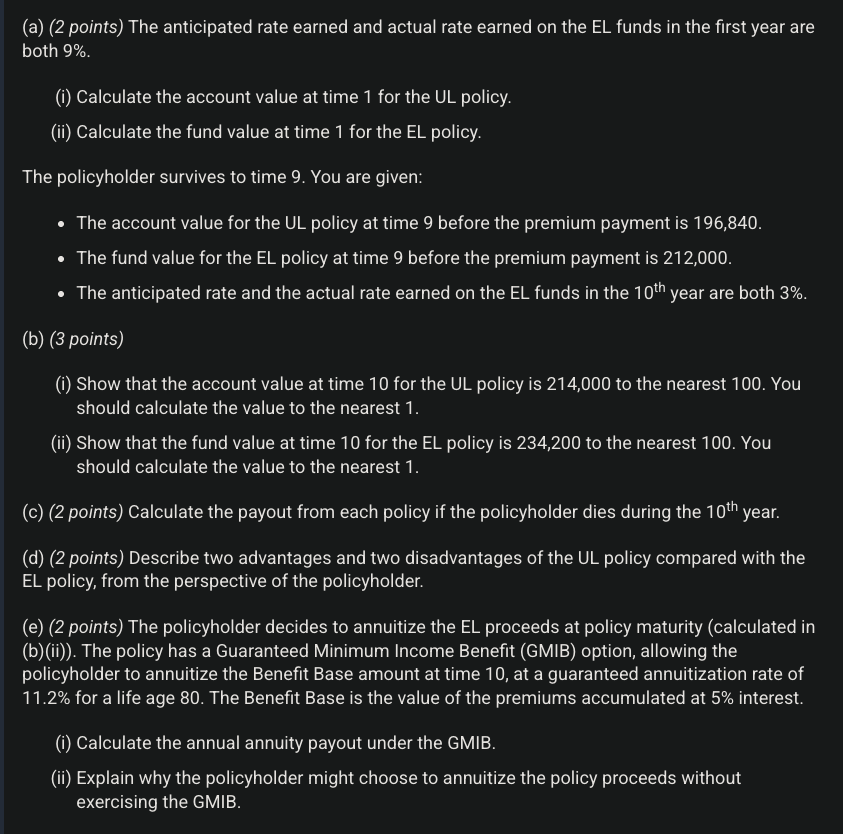 (a) (2 points) The anticipated rate earned and actual rate earned on the EL funds in the first year are
both 9%.
(i) Calculate the account value at time 1 for the UL policy.
(ii) Calculate the fund value at time 1 for the EL policy.
The policyholder survives to time 9. You are given:
• The account value for the UL policy at time 9 before the premium payment is 196,840.
• The fund value for the EL policy at time 9 before the premium payment is 212,000.
• The anticipated rate and the actual rate earned on the EL funds in the 10th year are both 3%.
(b) (3 points)
(i) Show that the account value at time 10 for the UL policy is 214,000 to the nearest 100. You
should calculate the value to the nearest 1.
(ii) Show that the fund value at time 10 for the EL policy is 234,200 to the nearest 100. You
should calculate the value to the nearest 1.
(c) (2 points) Calculate the payout from each policy if the policyholder dies during the 10th year.
(d) (2 points) Describe two advantages and two disadvantages of the UL policy compared with the
EL policy, from the perspective of the policyholder.
(e) (2 points) The policyholder decides to annuitize the EL proceeds at policy maturity (calculated in
(b)(ii)). The policy has a Guaranteed Minimum Income Benefit (GMIB) option, allowing the
policyholder to annuitize the Benefit Base amount at time 10, at a guaranteed annuitization rate of
11.2% for a life age 80. The Benefit Base is the value of the premiums accumulated at 5% interest.
(i) Calculate the annual annuity payout under the GMIB.
(ii) Explain why the policyholder might choose to annuitize the policy proceeds without
exercising the GMIB.